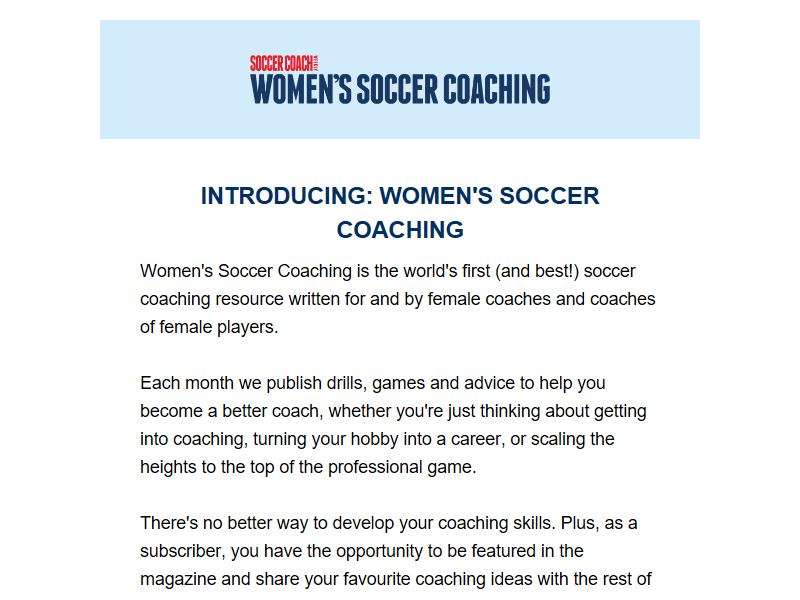 SOCCER COACH WEEKLY
WOMEN'S SOCCER COACHING
INTRODUCING: WOMEN'S SOCCER
COACHING
Women's Soccer Coaching is the world's first (and best!) soccer
coaching resource written for and by female coaches and coaches
of female players.
Each month we publish drills, games and advice to help you
become a better coach, whether you're just thinking about getting
into coaching, turning your hobby into a career, or scaling the
heights to the top of the professional game.
There's no better way to develop your coaching skills. Plus, as a
subscriber, you have the opportunity to be featured in the
magazine and share your favourite coaching ideas with the rest of